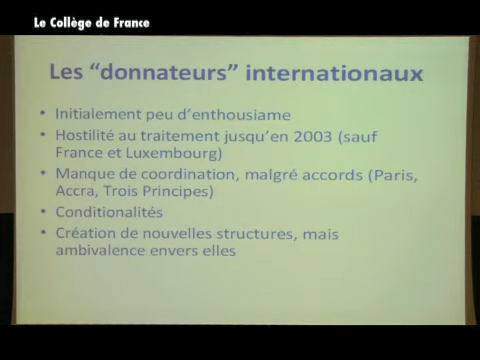 Le Collège de France
Les “donnateurs” internationaux
• Initialement peu d’enthousiame
• Hostilité au traitement jusqu’en 2003 (sauf
France et Luxembourg)
• Manque de coordination, malgré accords (Paris,
Accra, Trois Principes)
• Conditionalités
• Création de nouvelles structures, mais
ambivalence envers elles